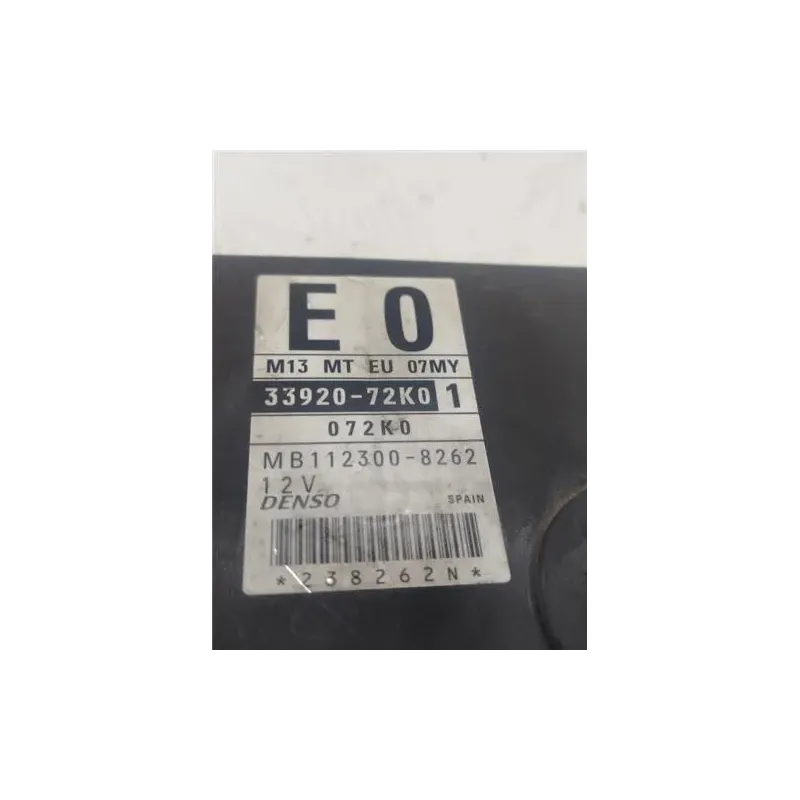 E 0
M13 MT EU 07MY
33920-72K0 1
072K0
MB112300-8262
12V
DENSO SPAIN
*238262N*